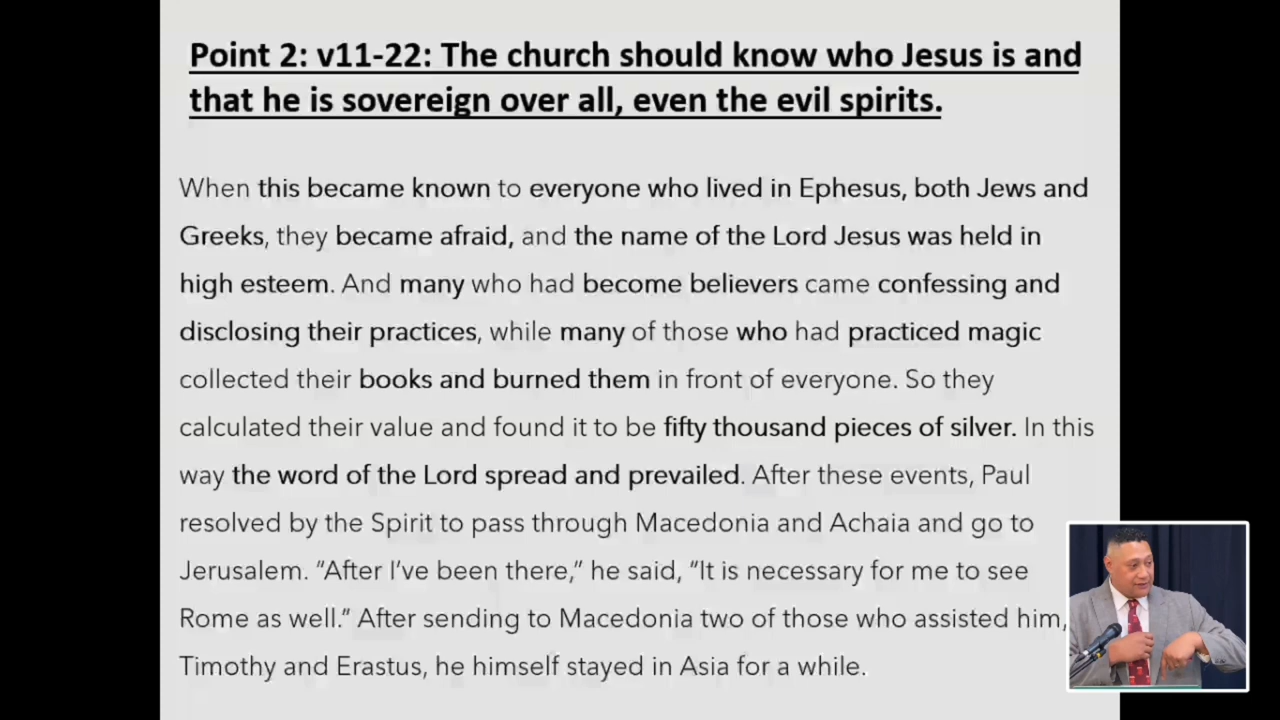 Point 2: v11-22: The church should know who Jesus is and
that he is sovereign over all, even the evil spirits.
When this became known to everyone who lived in Ephesus, both Jews and
Greeks, they became afraid, and the name of the Lord Jesus was held in
high esteem. And many who had become believers came confessing and
disclosing their practices, while many of those who had practiced magic
collected their books and burned them in front of everyone. So they
calculated their value and found it to be fifty thousand pieces of silver. In this
way the word of the Lord spread and prevailed. After these events, Paul
resolved by the Spirit to pass through Macedonia and Achaia and go to
Jerusalem. “After I’ve been there,” he said, “It is necessary for me to see
Rome as well.” After sending to Macedonia two of those who assisted him,
Timothy and Erastus, he himself stayed in Asia for a while.